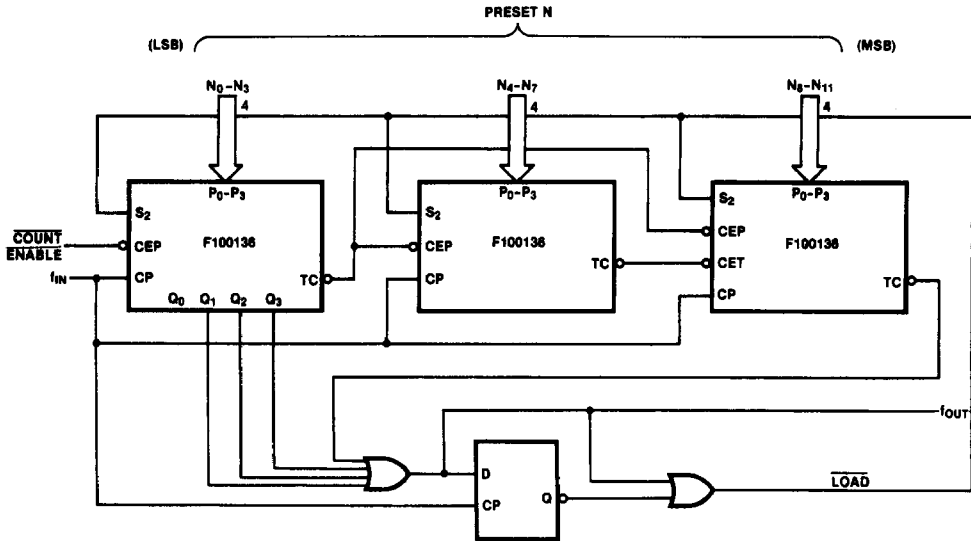 PRESET N
(LSB)
(MSB)
N0–N3
N4–N7
N8–N11
4
4
4
P0–P3
P0–P3
P0–P3
S2
S2
S2
COUNT
ENABLE
CEP
F100136
CEP
F100136
CEP
F100136
fIN
CP
TC
CP
TC
CET
CP
TC
Q0
Q1
Q2
Q3
fOUT
D
CP
Q
LOAD